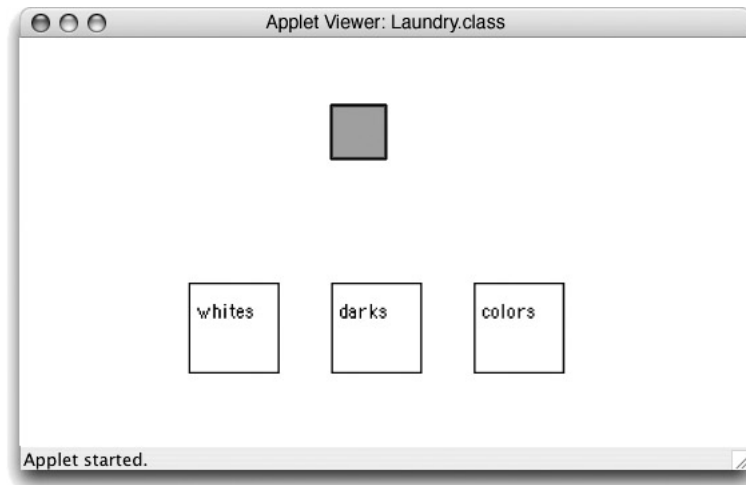 Applet Viewer: Laundry.class
whites
darks
colors
Applet started.